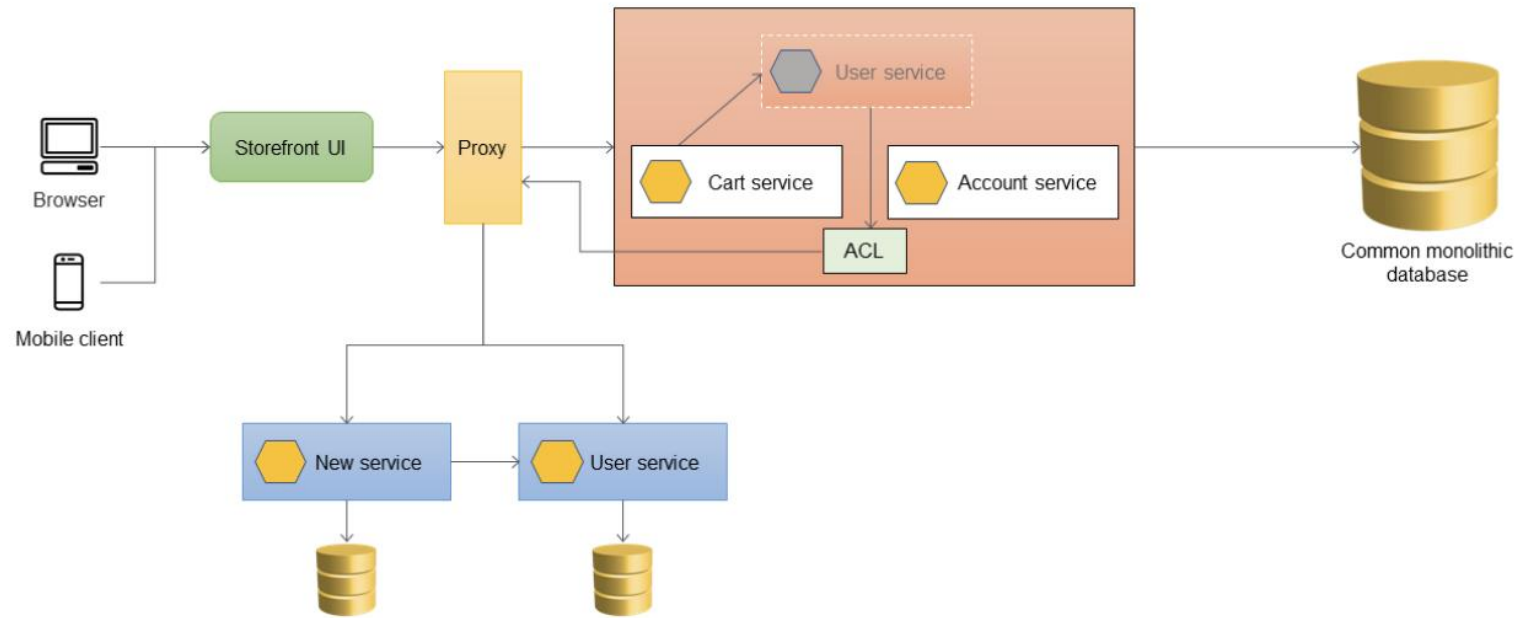 User service
Storefront UI
Proxy
Cart service
Account service
Browser
ACL
Common monolithic
database
Mobile client
New service
User service